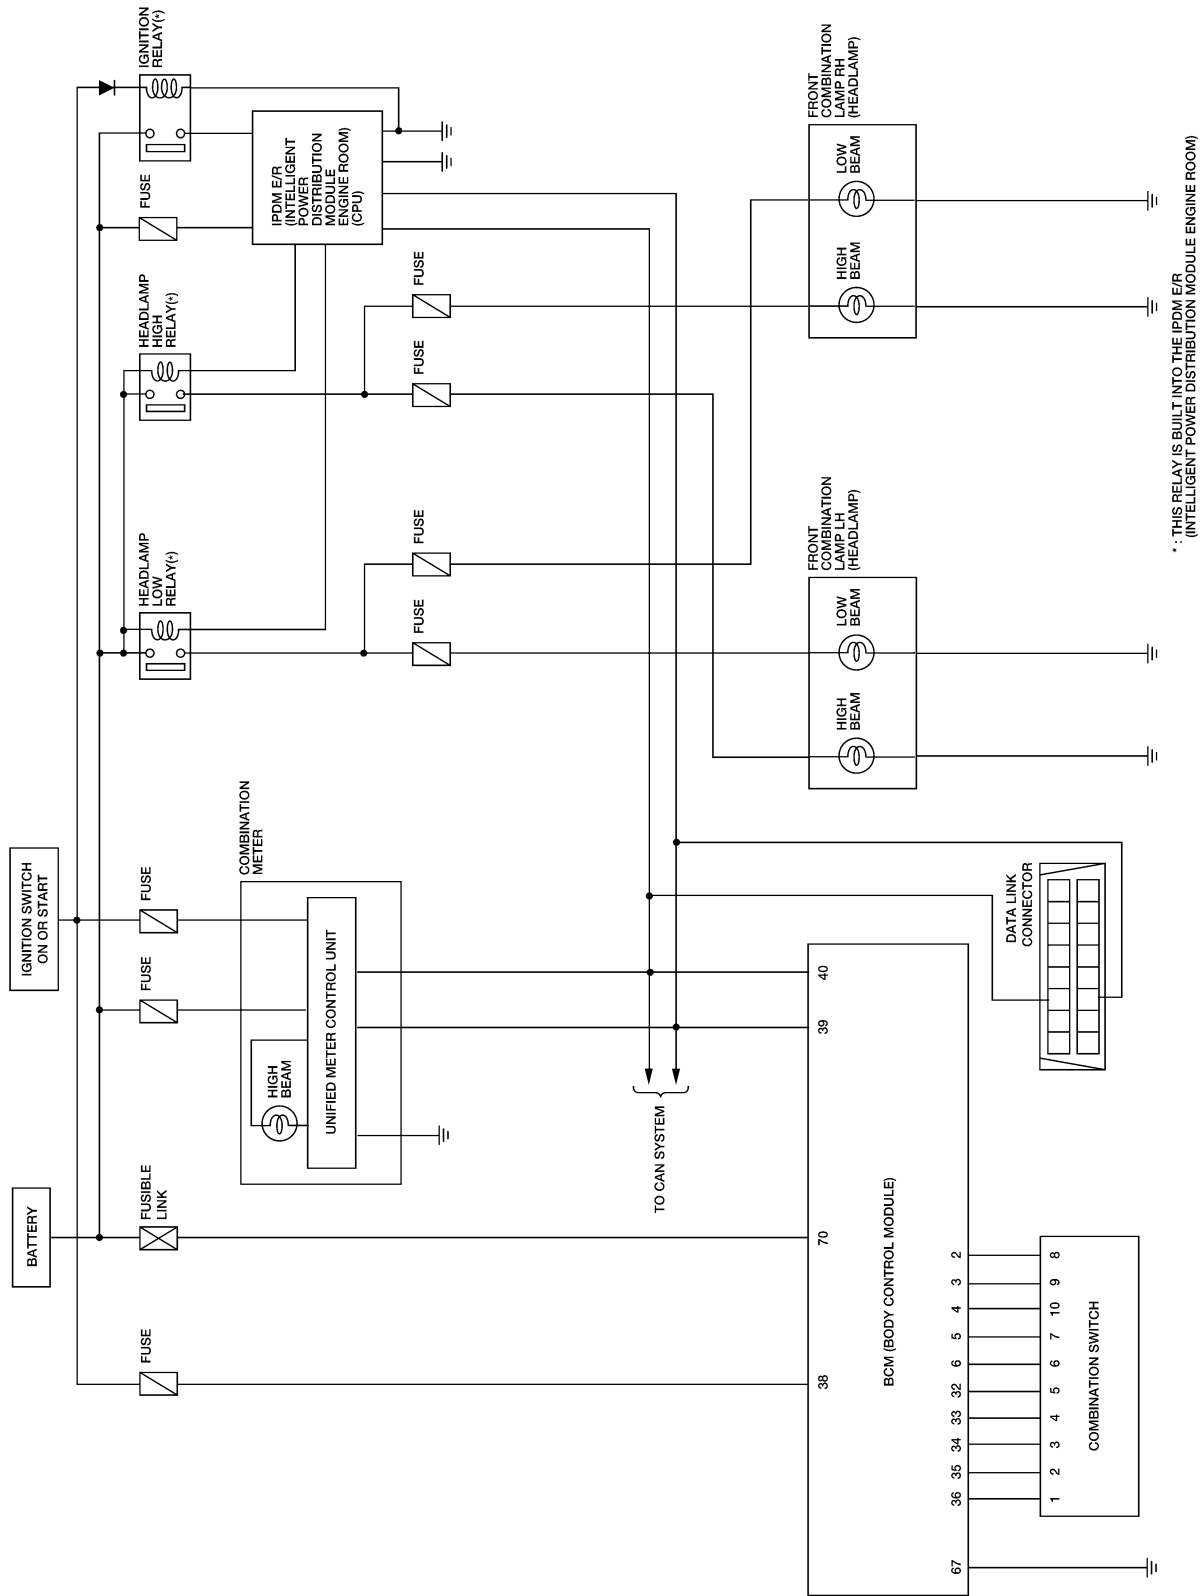 BATTERY
IGNITION SWITCH
ON OR START
FUSE
FUSIBLE
LINK
FUSE
FUSE
HEADLAMP
LOW
RELAY(*)
HEADLAMP
HIGH
RELAY(*)
FUSE
IGNITION
RELAY(*)
COMBINATION
METER
HIGH
BEAM
UNIFIED METER CONTROL UNIT
IPDM E/R
(INTELLIGENT
POWER
DISTRIBUTION
MODULE
ENGINE ROOM)
(CPU)
FUSE
FUSE
FUSE
FUSE
TO CAN SYSTEM
38
70
39
40
BCM (BODY CONTROL MODULE)
67
36
35
34
33
32
6
5
4
3
2
1
2
3
4
5
6
7
10
9
8
COMBINATION SWITCH
DATA LINK
CONNECTOR
FRONT
COMBINATION
LAMP LH
(HEADLAMP)
HIGH
BEAM
LOW
BEAM
FRONT
COMBINATION
LAMP RH
(HEADLAMP)
HIGH
BEAM
LOW
BEAM
* : THIS RELAY IS BUILT INTO THE IPDM E/R
(INTELLIGENT POWER DISTRIBUTION MODULE ENGINE ROOM)